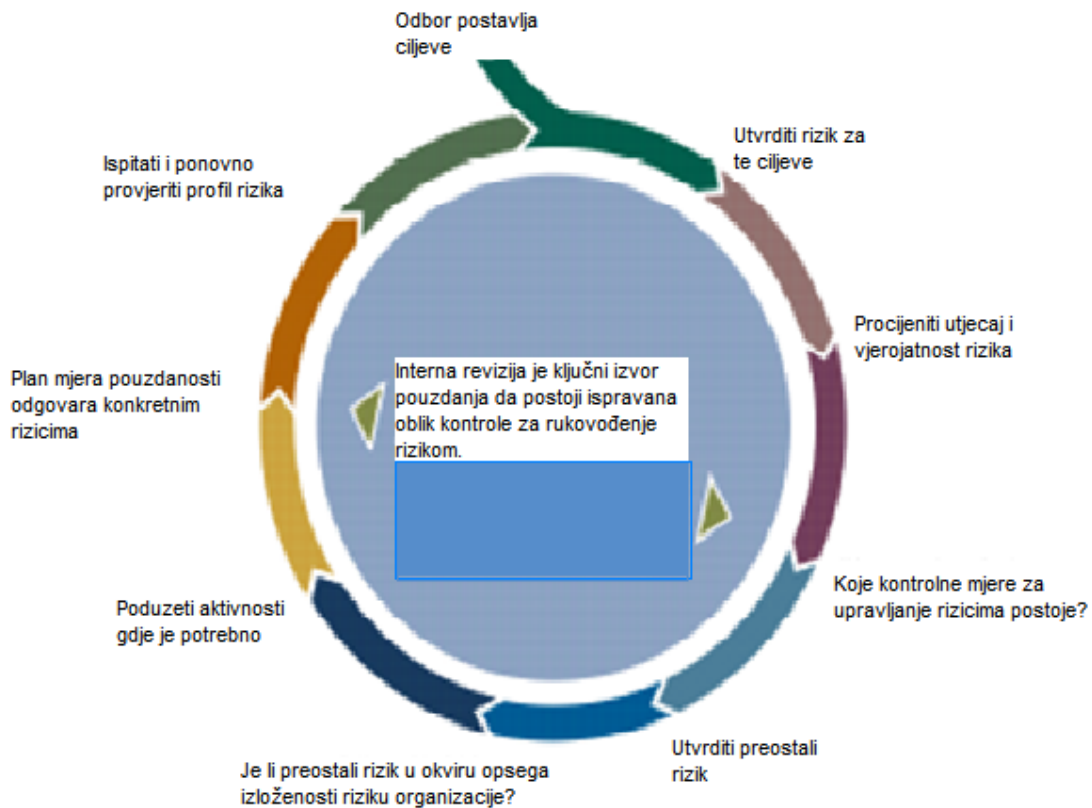 Odbor postavlja
ciljeve
Utvrditi rizik za
te ciljeve
Procijeniti utjecaj i
vjerojatnost rizika
Koje kontrolne mjere za
upravljanje rizicima postoje?
Utvrditi preostali
rizik
Je li preostali rizik u okviru opsega
izloženosti riziku organizacije?
Poduzeti aktivnosti
gdje je potrebno
Plan mjera pouzdanosti
odgovara konkretnim
rizicima
Ispitati i ponovno
provjeriti profil rizika
Interna revizija je ključni izvor
pouzdanja da postoji ispravana
oblik kontrole za rukovođenje
rizikom.